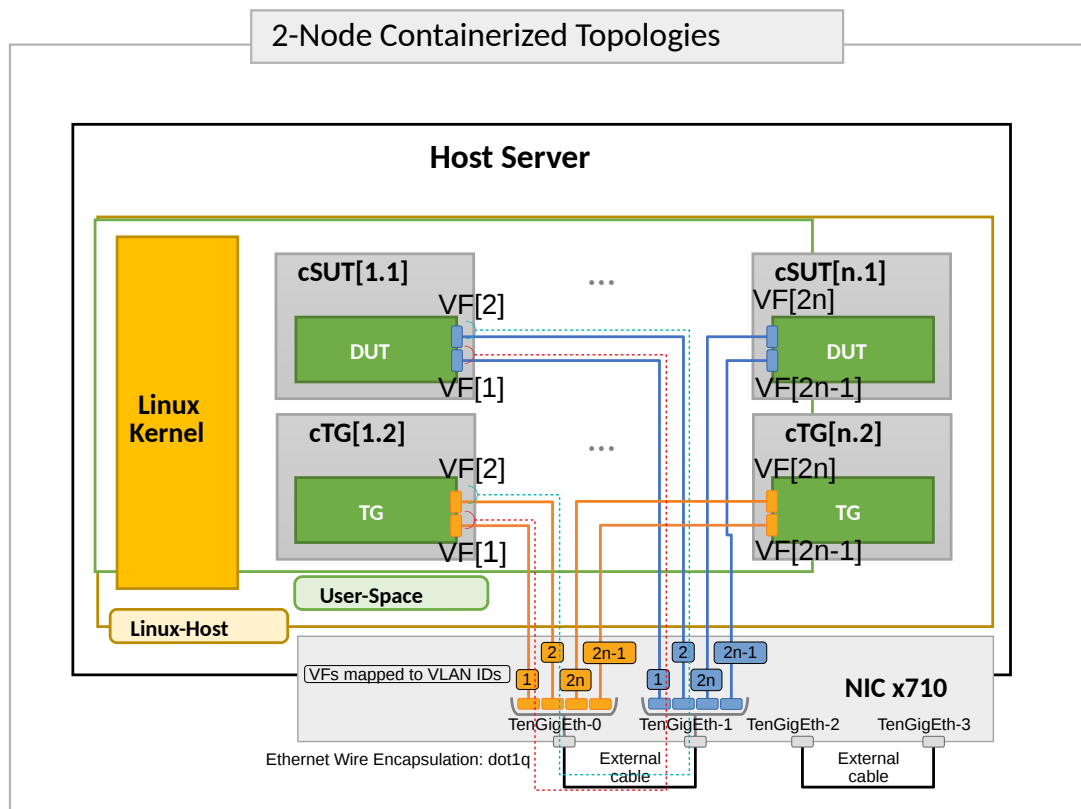 2-Node Containerized Topologies
Host Server
cSUT[1.1]
...
cSUT[n.1]
VF[2]
VF[2n]
DUT
DUT
VF[1]
VF[2n-1]
Linux
Kernel
cTG[1.2]
...
cTG[n.2]
VF[2]
VF[2n]
TG
TG
VF[1]
VF[2n-1]
User-Space
Linux-Host
2
2n-1
2
2n-1
VFs mapped to VLAN IDs
1
2n
1
2n
NIC x710
TenGigEth-0
TenGigEth-1
TenGigEth-2
TenGigEth-3
Ethernet Wire Encapsulation: dot1q
External
cable
External
cable